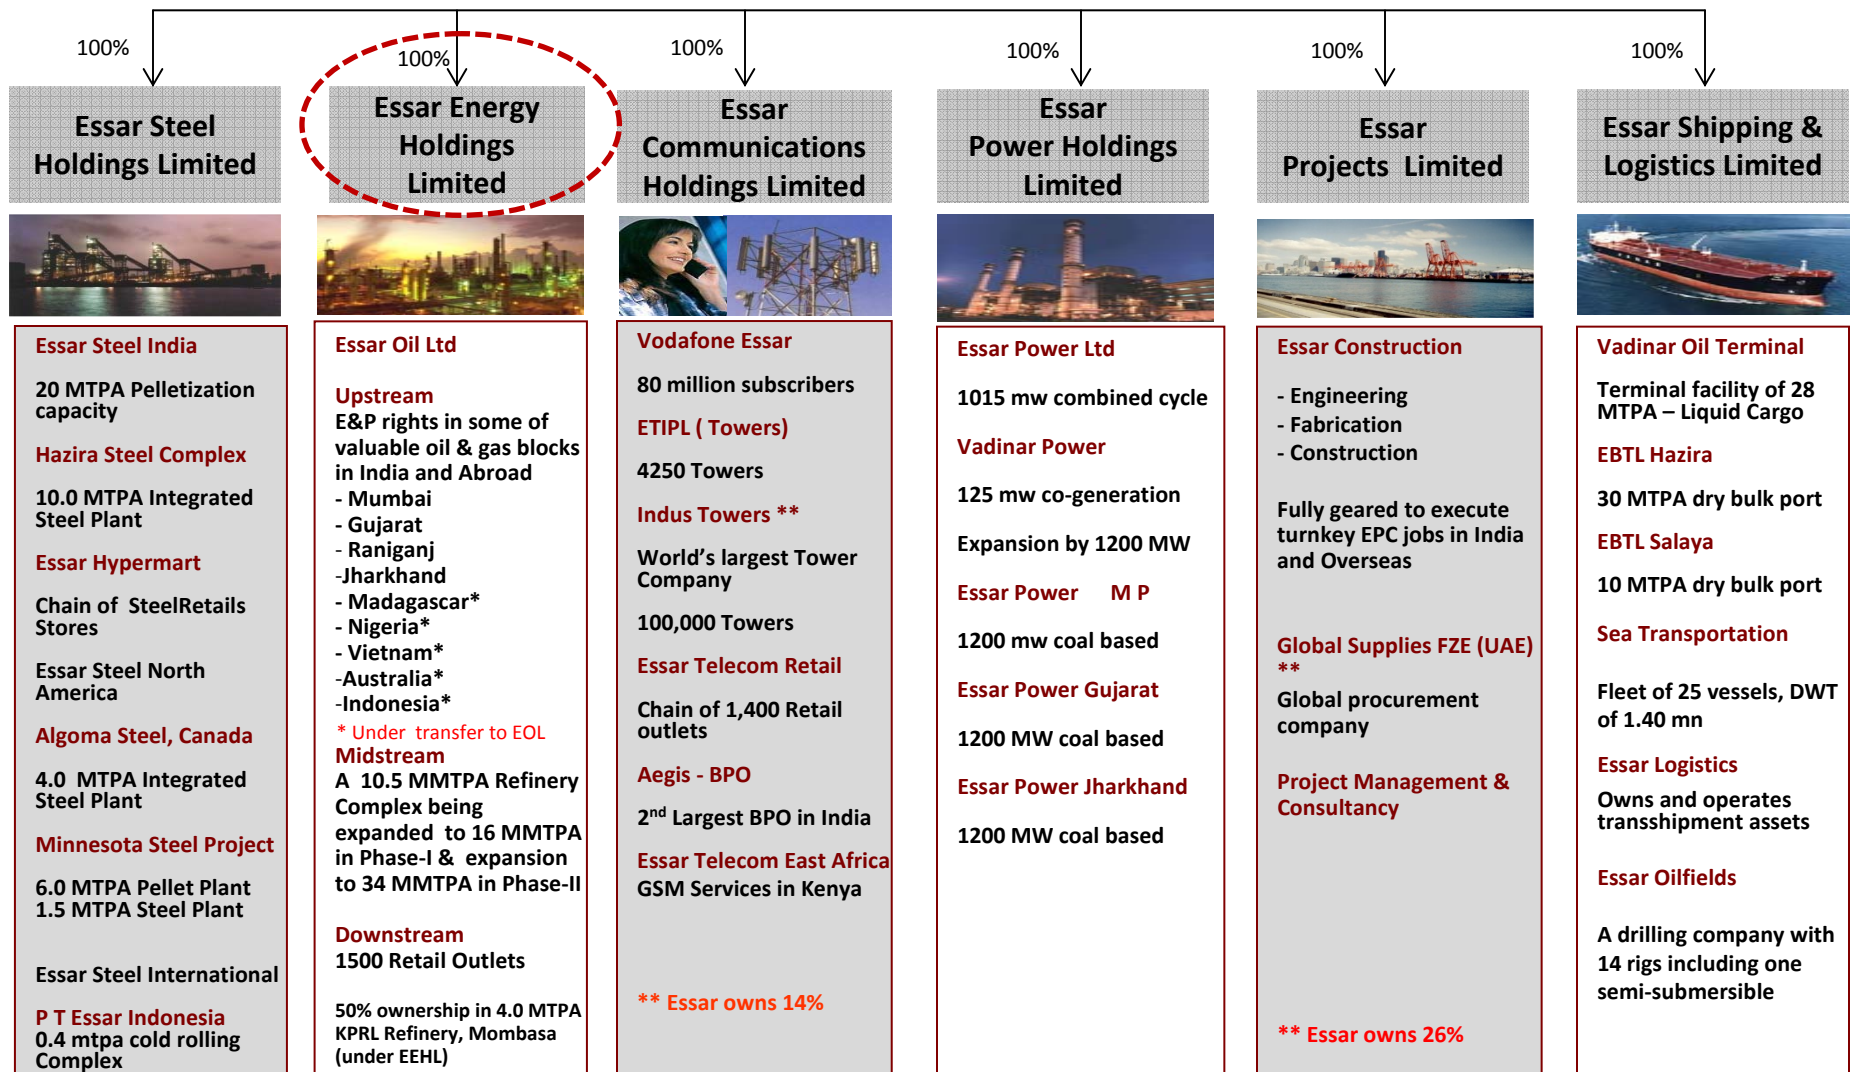 100%
100%
100%
100%
100%
100%
Essar Steel
Holdings Limited
Essar Energy
Holdings
Limited
Essar
Communications
Holdings Limited
Essar
Power Holdings
Limited
Essar
Projects Limited
Essar Shipping &
Logistics Limited
Essar Steel India
20 MTPA Pelletization
capacity
Hazira Steel Complex
10.0 MTPA Integrated
Steel Plant
Essar Hypermart
Chain of SteelRetails
Stores
Essar Steel North
America
Algoma Steel, Canada
4.0 MTPA Integrated
Steel Plant
Minnesota Steel Project
6.0 MTPA Pellet Plant
1.5 MTPA Steel Plant
Essar Steel International
P T Essar Indonesia
0.4 mtpa cold rolling
Complex
Essar Oil Ltd
Upstream
E&P rights in some of
valuable oil & gas blocks
in India and Abroad
- Mumbai
- Gujarat
- Raniganj
-Jharkhand
- Madagascar*
- Nigeria*
- Vietnam*
-Australia*
-Indonesia*
* Under transfer to EOL
Midstream
A 10.5 MMTPA Refinery
Complex being
expanded to 16 MMTPA
in Phase-I & expansion
to 34 MMTPA in Phase-II
Downstream
1500 Retail Outlets
50% ownership in 4.0 MTPA
KPRL Refinery, Mombasa
(under EEHL)
Vodafone Essar
80 million subscribers
ETIPL ( Towers)
4250 Towers
Indus Towers **
World's largest Tower
Company
100,000 Towers
Essar Telecom Retail
Chain of 1,400 Retail
outlets
Aegis - BPO
2nd Largest BPO in India
Essar Telecom East Africa
GSM Services in Kenya
** Essar owns 14%
Essar Power Ltd
1015 mw combined cycle
Vadinar Power
125 mw co-generation
Expansion by 1200 MW
Essar Power M P
1200 mw coal based
Essar Power Gujarat
1200 MW coal based
Essar Power Jharkhand
1200 MW coal based
Essar Construction
- Engineering
- Fabrication
- Construction
Fully geared to execute
turnkey EPC jobs in India
and Overseas
Global Supplies FZE (UAE)
**
Global procurement
company
Project Management &
Consultancy
** Essar owns 26%
Vadinar Oil Terminal
Terminal facility of 28
MTPA – Liquid Cargo
EBTL Hazira
30 MTPA dry bulk port
EBTL Salaya
10 MTPA dry bulk port
Sea Transportation
Fleet of 25 vessels, DWT
of 1.40 mn
Essar Logistics
Owns and operates
transshipment assets
Essar Oilfields
A drilling company with
14 rigs including one
semi-submersible